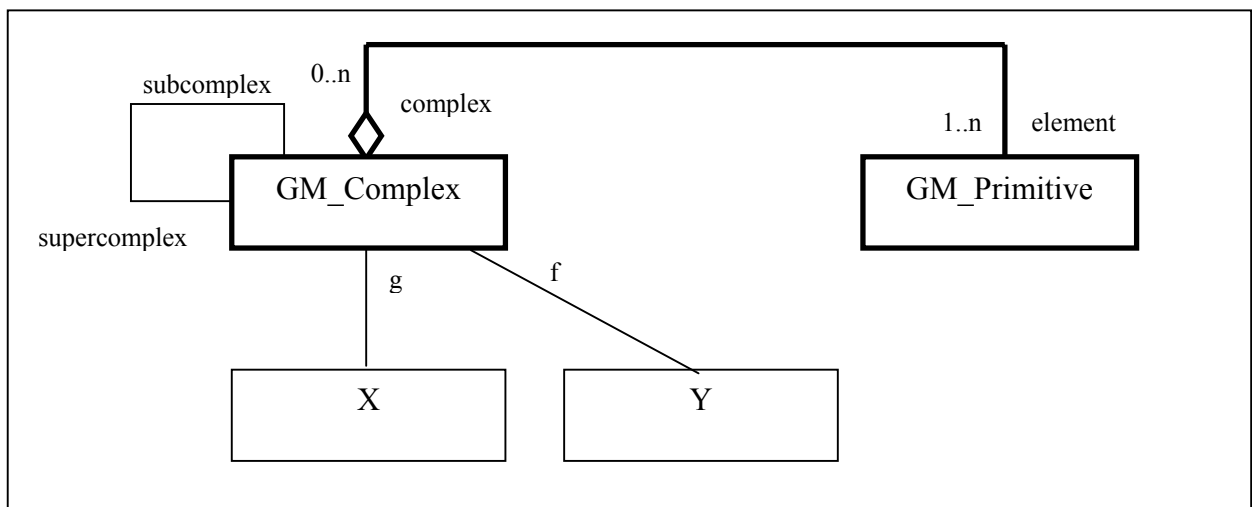 0..n
subcomplex
complex
1..n
element
GM_Complex
GM_Primitive
supercomplex
g
f
X
Y